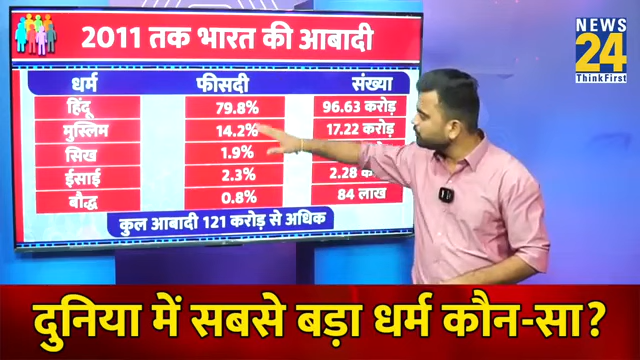 2011 तक भारत की आबादी
NEWS
24
ThinkFirst
धर्म फीसदी संख्या
हिंदू 79.8% 96.63 करोड़
मुस्लिम 14.2% 17.22 करोड़
सिख 1.9%
ईसाई 2.3% 2.28
बौद्ध 0.8% 84 लाख
कुल आबादी 121 करोड़ से अधिक
दुनिया में सबसे बड़ा धर्म कौन-सा?